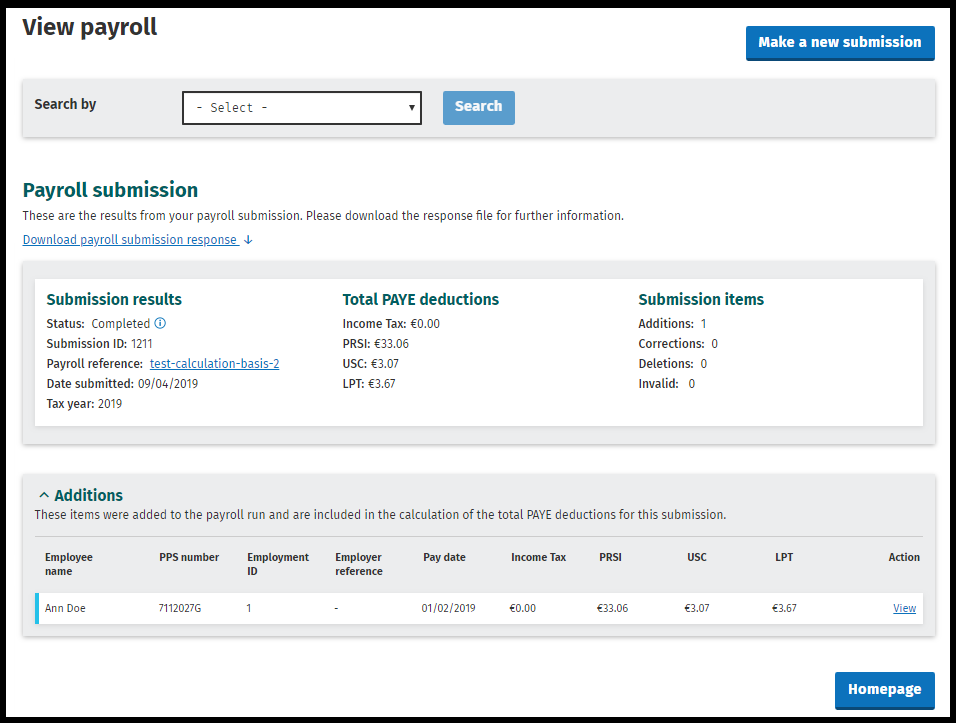 View payroll
Make a new submission
Search by
- Select -
Search
Payroll submission
These are the results from your payroll submission. Please download the response file for further information.
Download payroll submission response
Submission results
Status: Completed
Submission ID: 1211
Payroll reference: test-calculation-basis-2
Date submitted: 09/04/2019
Tax year: 2019
Total PAYE deductions
Income Tax: €0.00
PRSI: €33.06
USC: €3.07
LPT: €3.67
Submission items
Additions: 1
Corrections: 0
Deletions: 0
Invalid: 0
Additions
These items were added to the payroll run and are included in the calculation of the total PAYE deductions for this submission.
Employee name PPS number Employment ID Employer reference Pay date Income Tax PRSI USC LPT Action
Ann Doe 7112027G 1 - 01/02/2019 €0.00 €33.06 €3.07 €3.67 View
Homepage